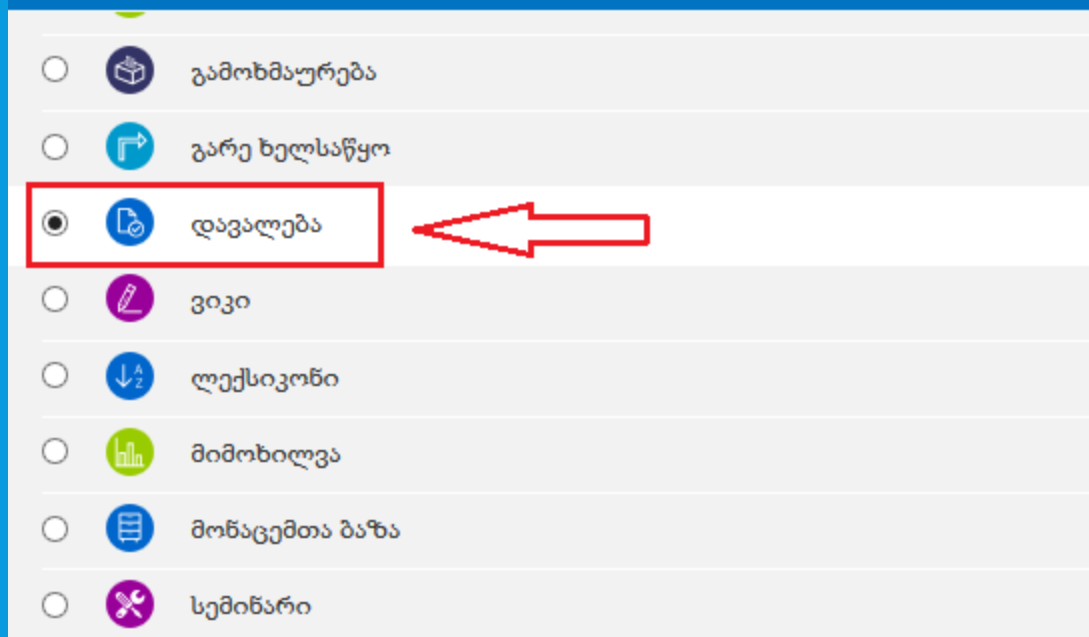 გამოხმაურება
გარე ხელსაწყო
დავალება
ვიკი
ლექსიკონი
მიმოხილვა
მონაცემთა ბაზა
სემინარი